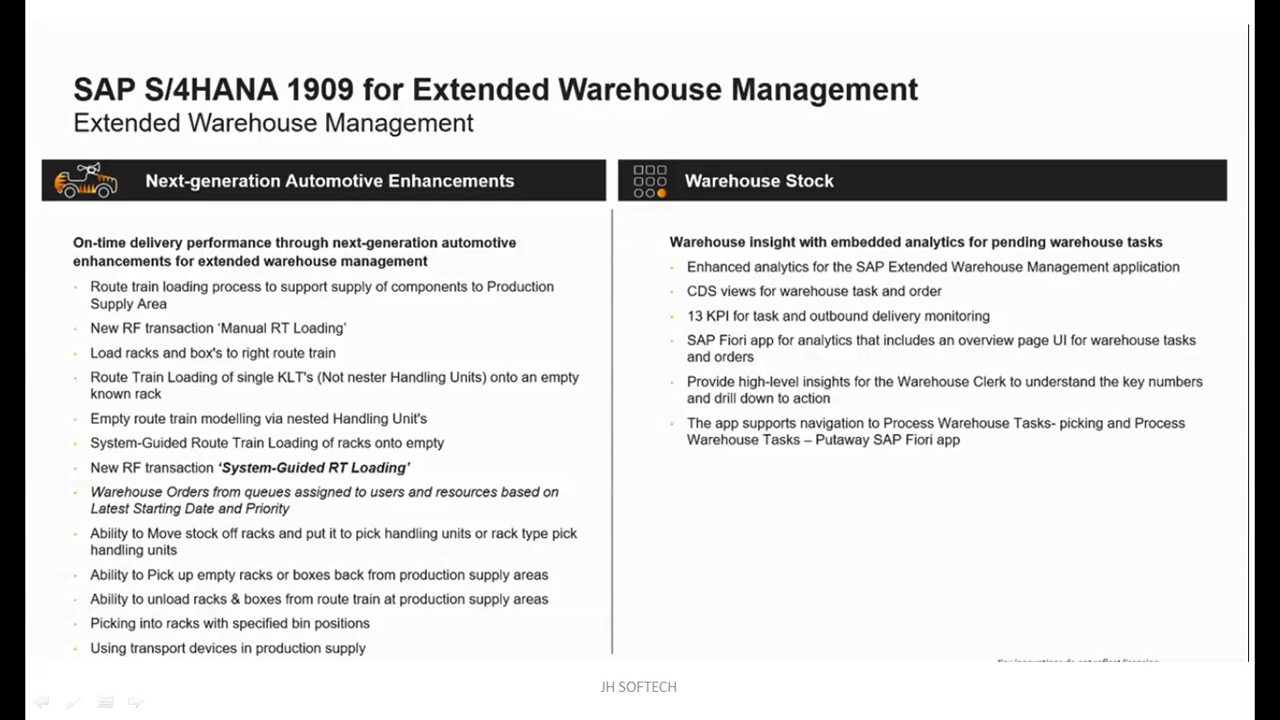 SAP S/4HANA 1909 for Extended Warehouse Management
Extended Warehouse Management
Next-generation Automotive Enhancements
On-time delivery performance through next-generation automotive
enhancements for extended warehouse management
Route train loading process to support supply of components to Production
Supply Area
New RF transaction ‘Manual RT Loading’
Load racks and box's to right route train
Route Train Loading of single KLT's (Not nester Handling Units) onto an empty
known rack
Empty route train modelling via nested Handling Unit's
System-Guided Route Train Loading of racks onto empty
New RF transaction ‘System-Guided RT Loading’
Warehouse Orders from queues assigned to users and resources based on
Latest Starting Date and Priority
Ability to Move stock off racks and put it to pick handling units or rack type pick
handling units
Ability to Pick up empty racks or boxes back from production supply areas
Ability to unload racks & boxes from route train at production supply areas
Picking into racks with specified bin positions
Using transport devices in production supply
Warehouse Stock
Warehouse insight with embedded analytics for pending warehouse tasks
Enhanced analytics for the SAP Extended Warehouse Management application
CDS views for warehouse task and order
13 KPI for task and outbound delivery monitoring
SAP Fiori app for analytics that includes an overview page UI for warehouse tasks
and orders
Provide high-level insights for the Warehouse Clerk to understand the key numbers
and drill down to action
The app supports navigation to Process Warehouse Tasks- picking and Process
Warehouse Tasks – Putaway SAP Fiori app
JH SOFTECH